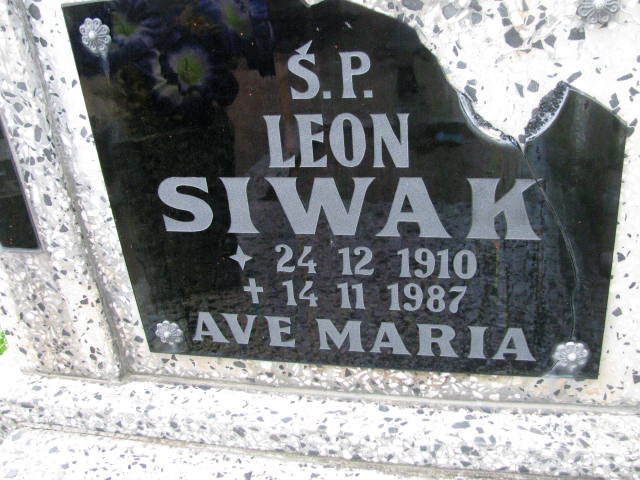 Ś.P.
LEON
SIWAK
✦ 24 12 1910
+ 14 11 1987
AVE MARIA